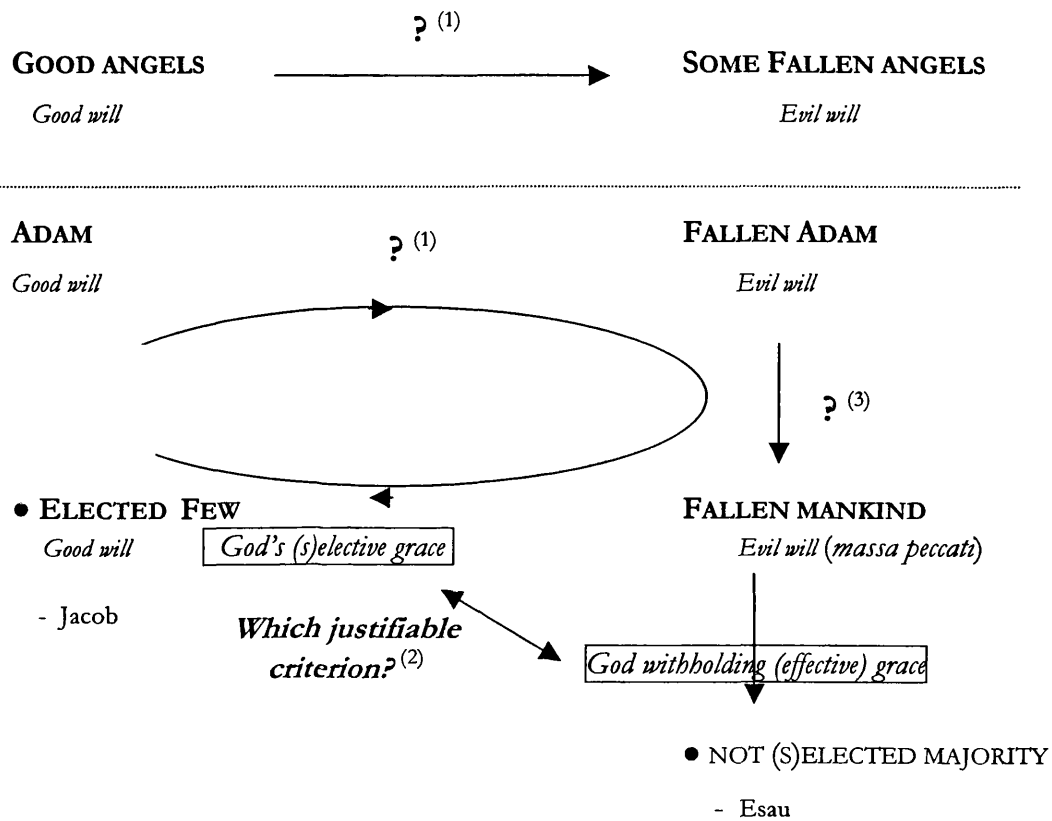 ? (1)
GOOD ANGELS SOME FALLEN ANGELS
Good will Evil will
ADAM ? (1) FALLEN ADAM
Good will Evil will
? (3)
• ELECTED FEW FALLEN MANKIND
Good will God's (s)elective grace Evil will (massa peccati)
- Jacob
Which justifiable
criterion? (2)
God withholding (effective) grace
• NOT (S)ELECTED MAJORITY
- Esau